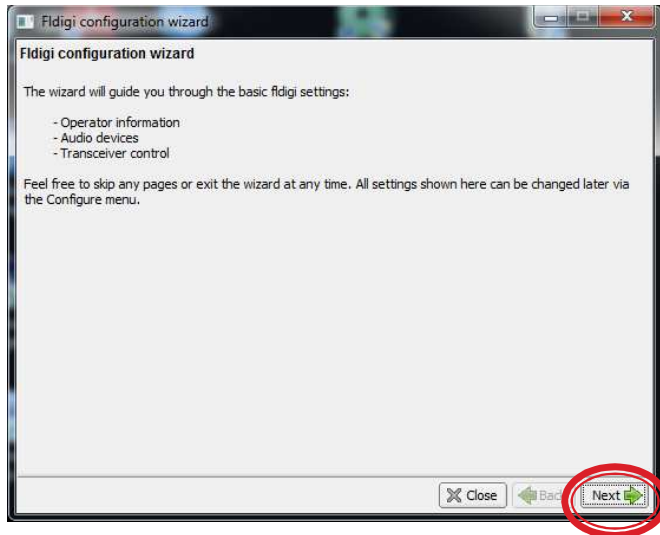 Fldigi configuration wizard
Fldigi configuration wizard
The wizard will guide you through the basic fldigi settings:
- Operator information
- Audio devices
- Transceiver control
Feel free to skip any pages or exit the wizard at any time. All settings shown here can be changed later via
the Configure menu.
Close Back Next